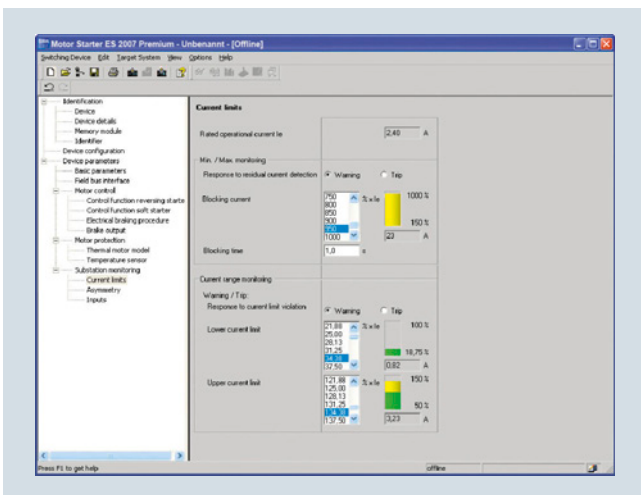 Motor Starter ES 2007 Premium - Unbenannt - [Offline]
Switching Device Edit Target System View Options Help
Identification
Device
Device details
Memory module
Identifier
Device configuration
Device parameters
Basic parameters
Field bus interface
Motor control
Control function reversing starte
Control function soft starter
Electrical braking procedure
Brake output
Motor protection
Thermal motor model
Temperature sensor
Substation monitoring
Current limits
Asymmetry
Inputs
Current limits
Rated operational current Ie 2,40 A
Min. / Max. monitoring
Response to residual current detection Warning Trip
Blocking current
750
800
850
900
950
1000
% x Ie
1000 %
150 %
23 A
Blocking time 1,0 s
Current range monitoring
Warning / Trip:
Response to current limit violation Warning Trip
Lower current limit
21,88
25,00
28,13
31,25
34,38
37,50
% x Ie
100 %
18,75 %
0,82 A
Upper current limit
121,88
125,00
128,13
131,25
134,38
137,50
% x Ie
150 %
50 %
3,23 A
Press F1 to get help
offline